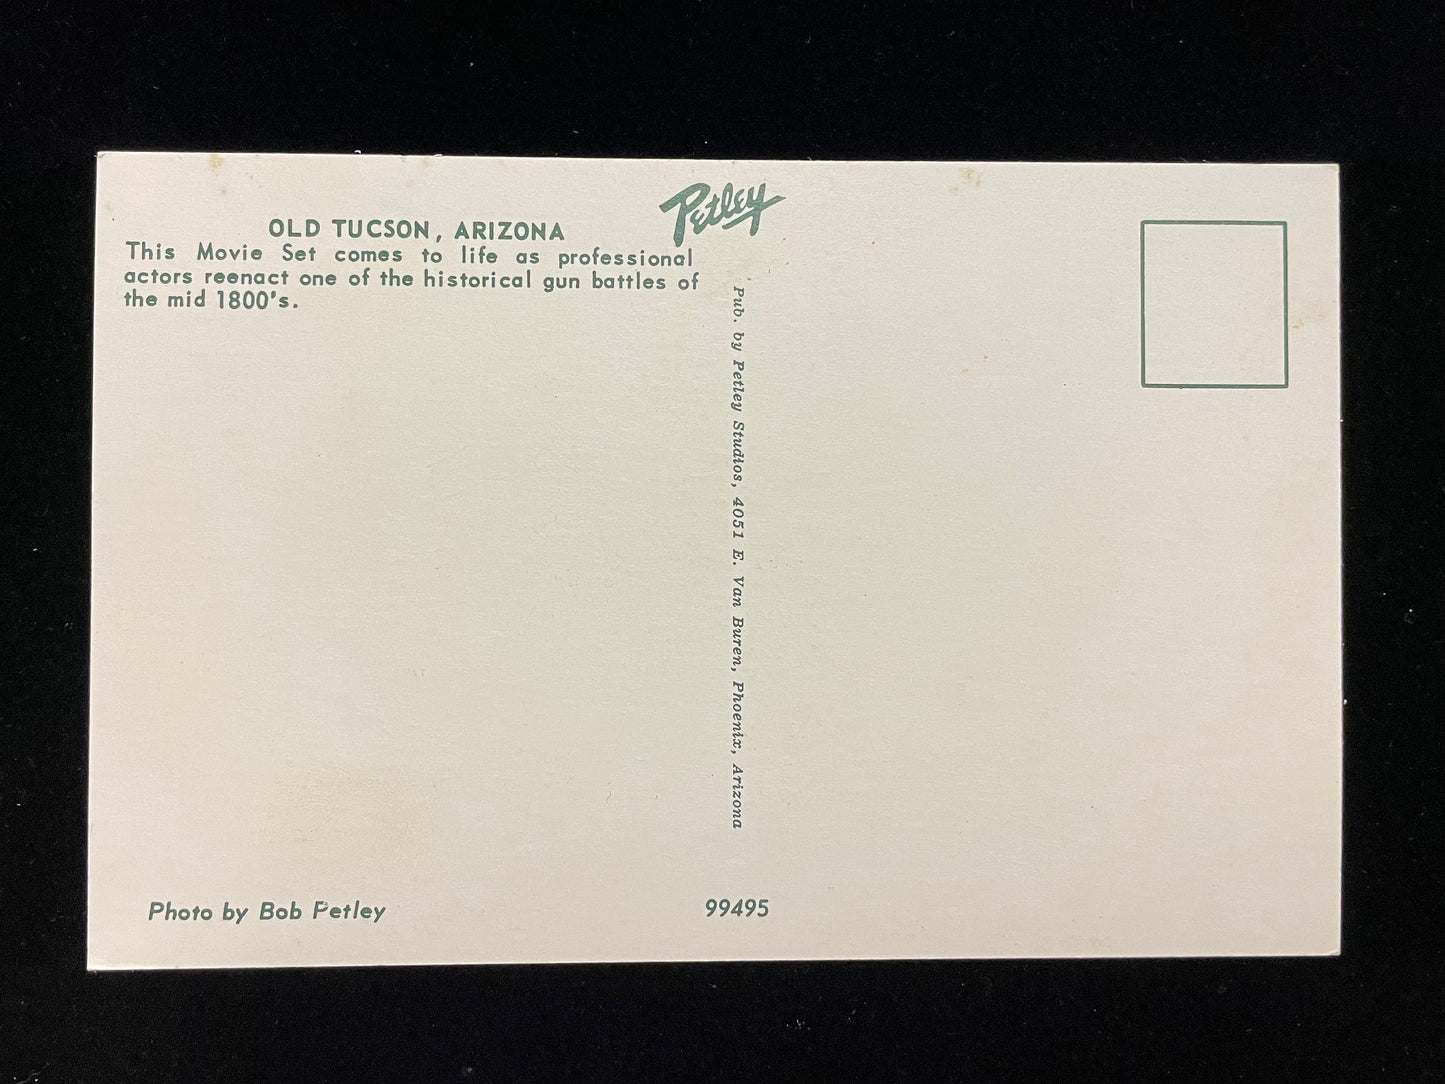 OLD TUCSON, ARIZONA
This Movie Set comes to life as professional
actors reenact one of the historical gun battles of
the mid 1800's.
Petley
Pub. by Petley Studios, 4051 E. Van Buren, Phoenix, Arizona
Photo by Bob Petley
99495